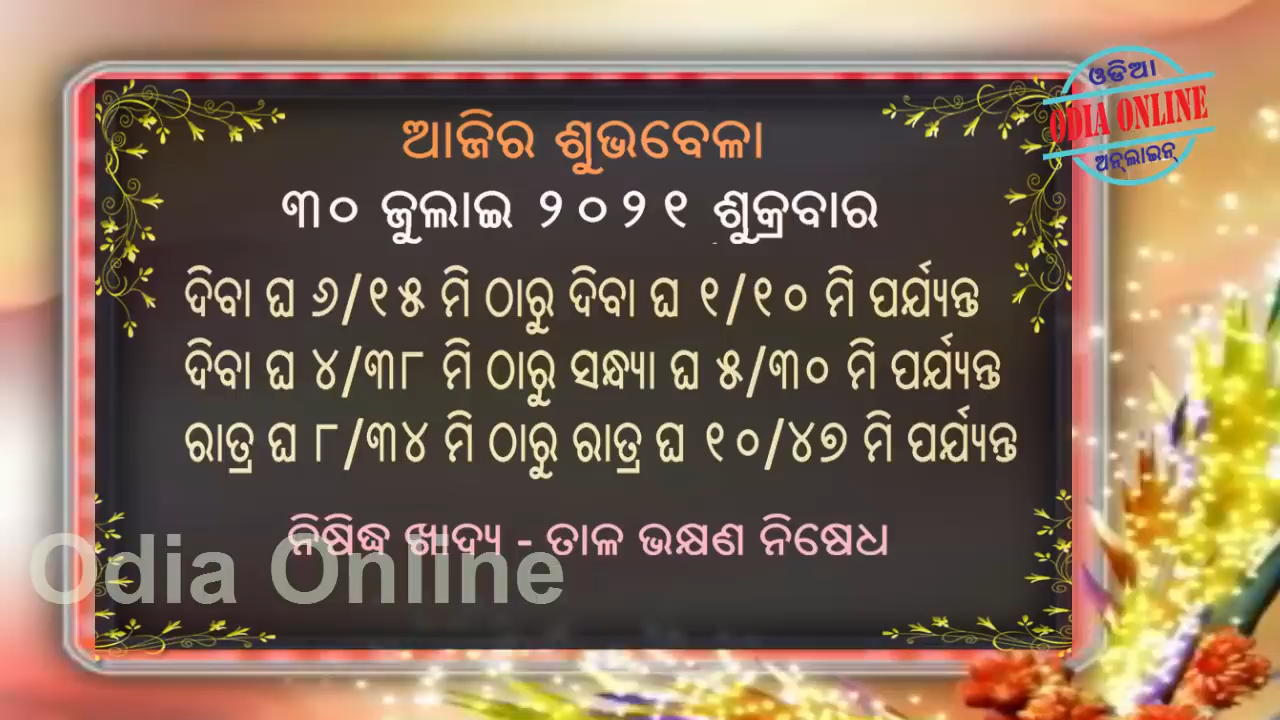 ଓଡିଆ
ODIA ONLINE
ଅନ୍‌ଲାଇନ୍
ଆଜିର ଶୁଭବେଳା
୩୦ ଜୁଲାଇ ୨୦୨୧ ଶୁକ୍ରବାର
ଦିବା ଘ ୬/୧୫ ମି ଠାରୁ ଦିବା ଘ ୧/୧୦ ମି ପର୍ଯ୍ୟନ୍ତ
ଦିବା ଘ ୪/୩୮ ମି ଠାରୁ ସନ୍ଧ୍ୟା ଘ ୫/୩୦ ମି ପର୍ଯ୍ୟନ୍ତ
ରାତ୍ର ଘ ୮/୩୪ ମି ଠାରୁ ରାତ୍ର ଘ ୧୦/୪୭ ମି ପର୍ଯ୍ୟନ୍ତ
ନିଷିଦ୍ଧ ଖାଦ୍ୟ - ତାଳ ଭକ୍ଷଣ ନିଷେଧ
Odia Online